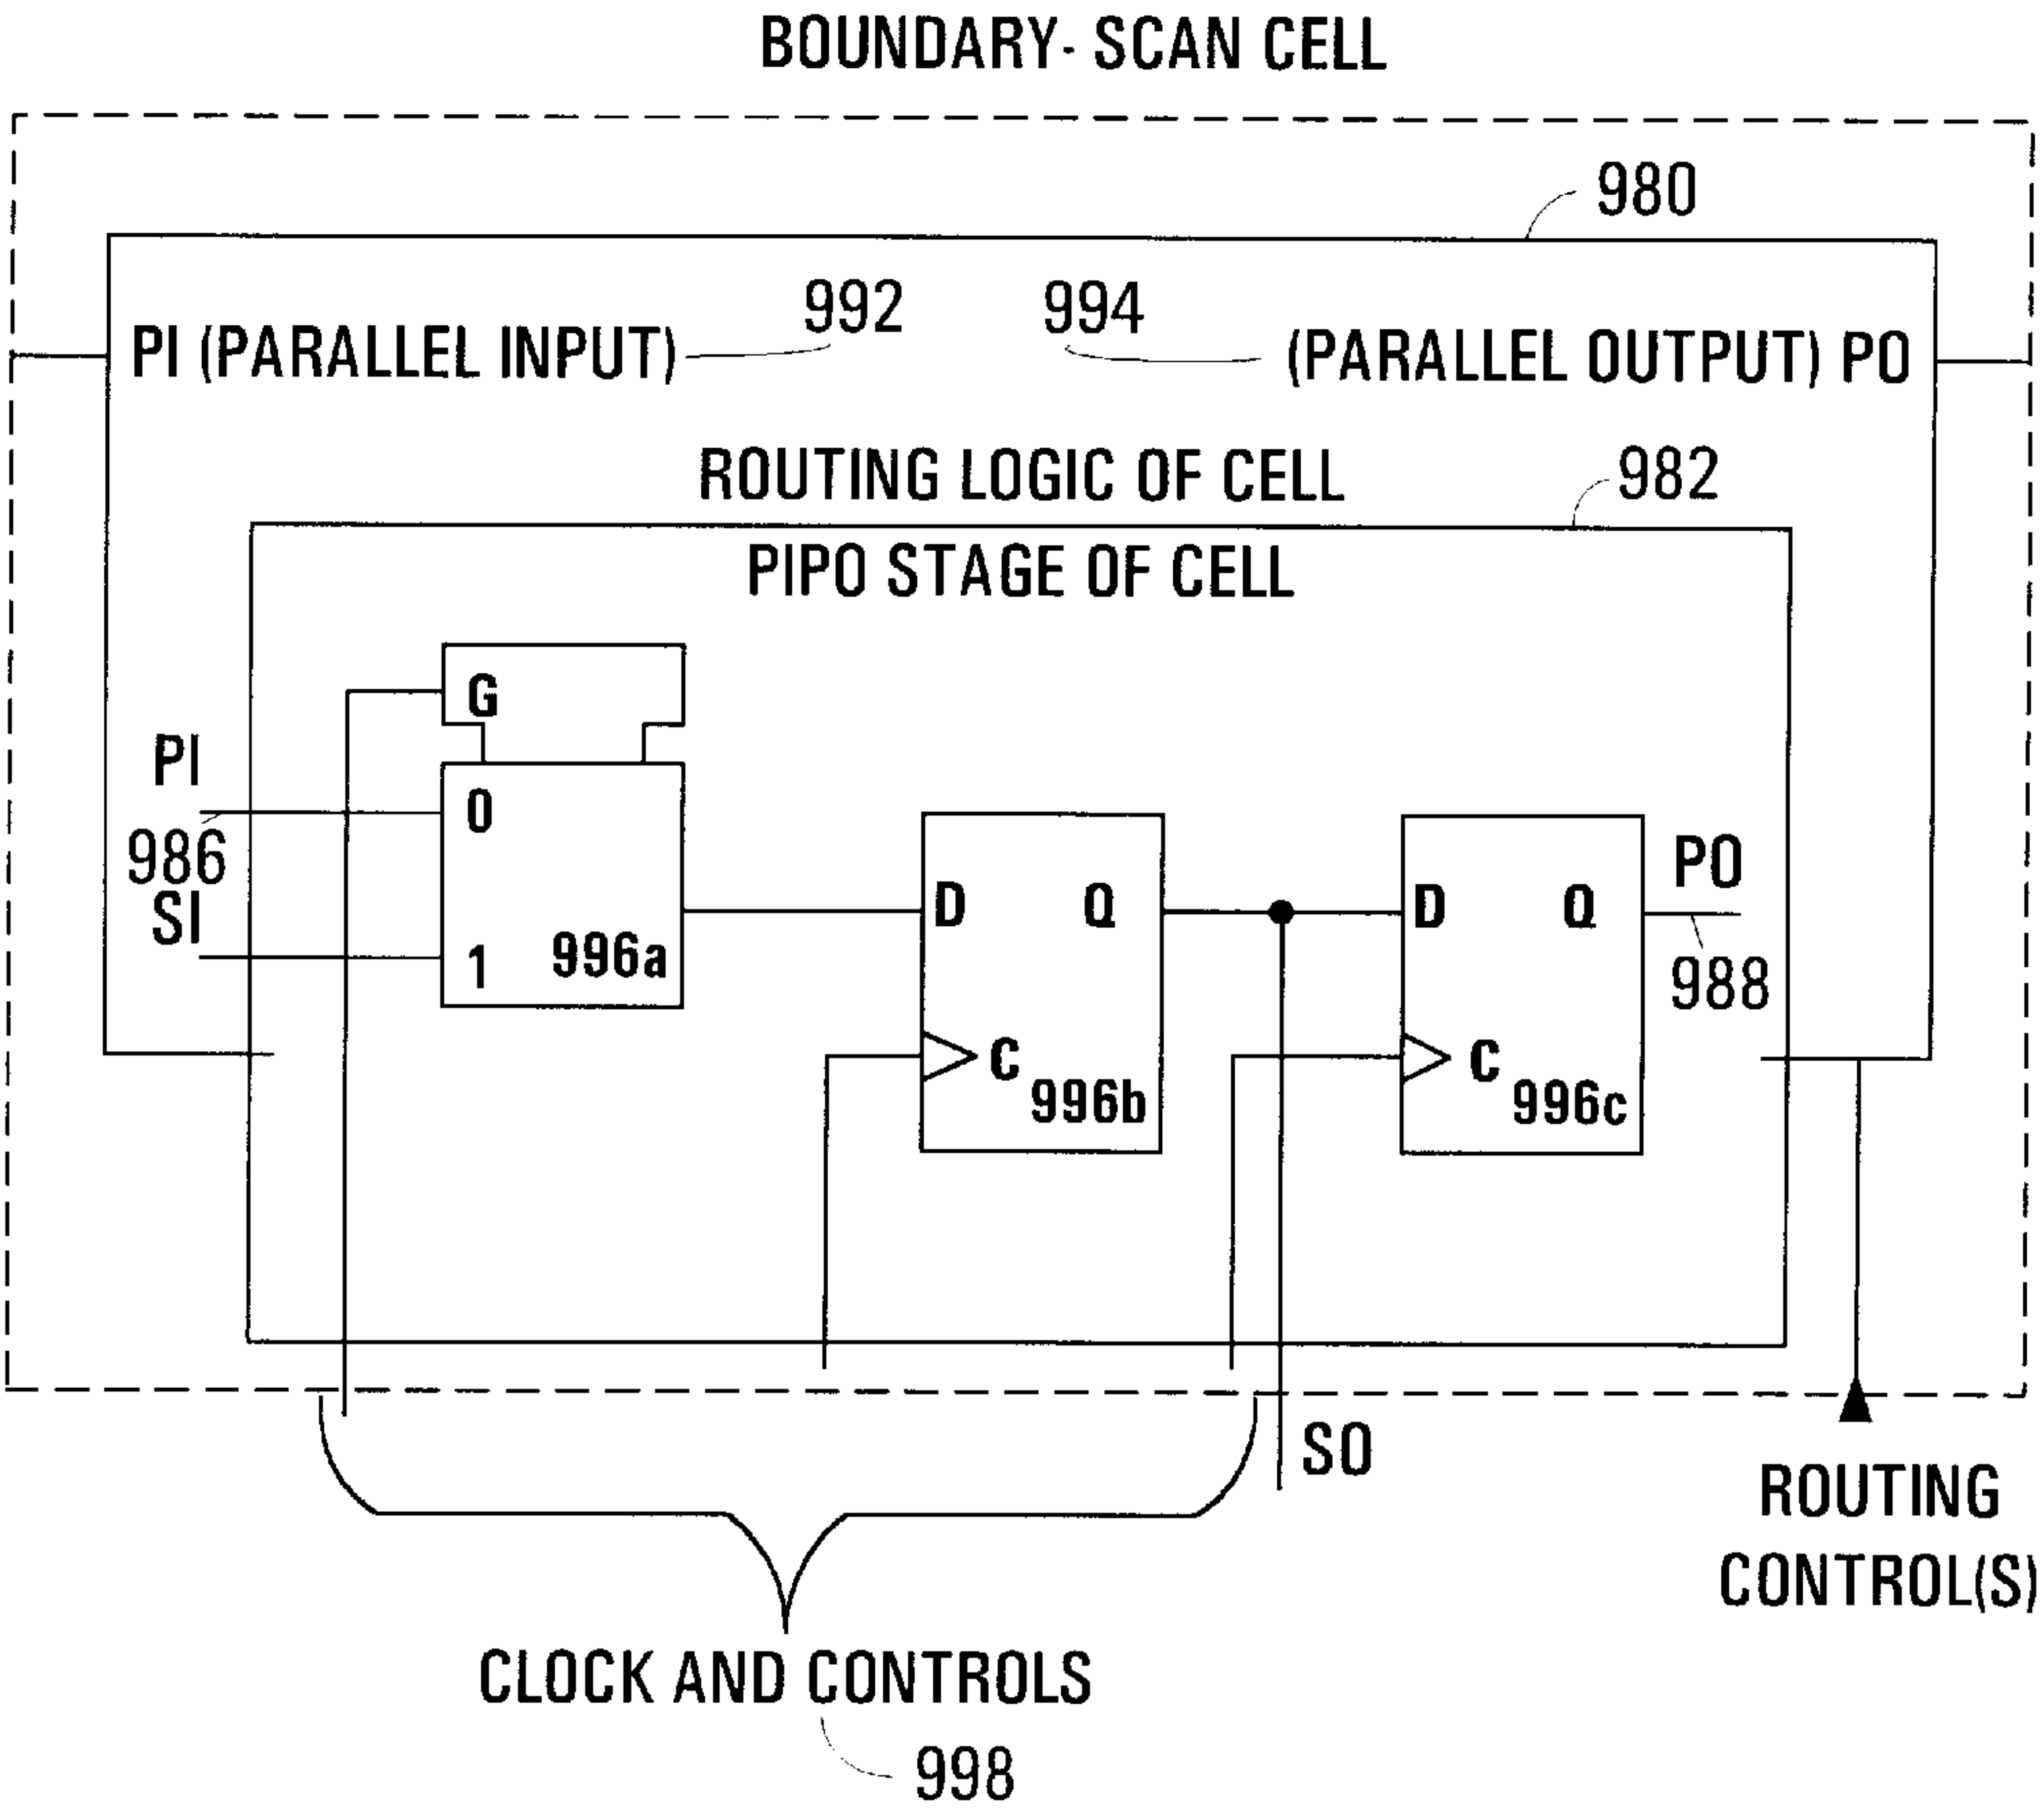 BOUNDARY- SCAN CELL
980
992
994
PI (PARALLEL INPUT)
(PARALLEL OUTPUT) PO
ROUTING LOGIC OF CELL
982
PIPO STAGE OF CELL
G
PI
0
986
SI
1
996a
D
Q
C
996b
D
Q
C
996c
PO
988
SO
ROUTING
CONTROL(S)
CLOCK AND CONTROLS
998